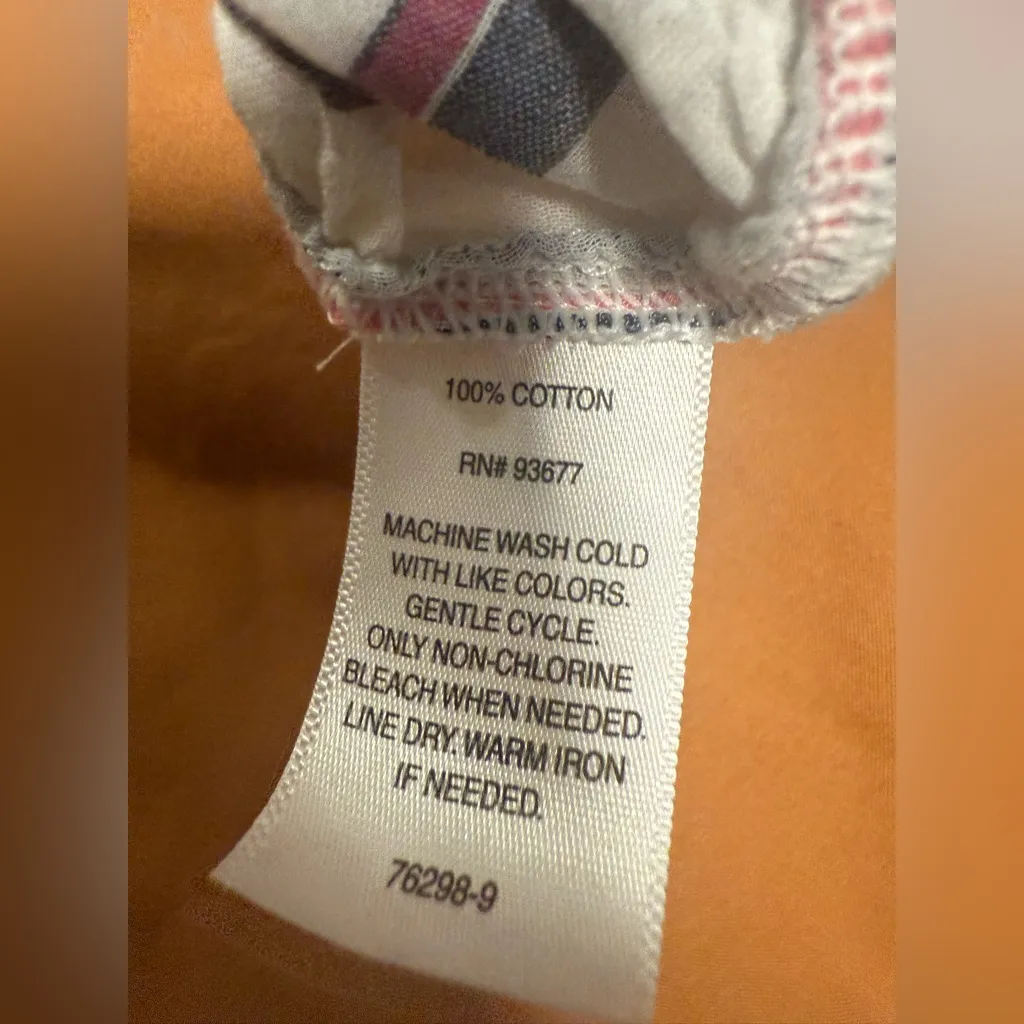 100% COTTON
RN# 93677
MACHINE WASH COLD
WITH LIKE COLORS.
GENTLE CYCLE.
ONLY NON-CHLORINE
BLEACH WHEN NEEDED.
LINE DRY. WARM IRON
IF NEEDED.
76298-9